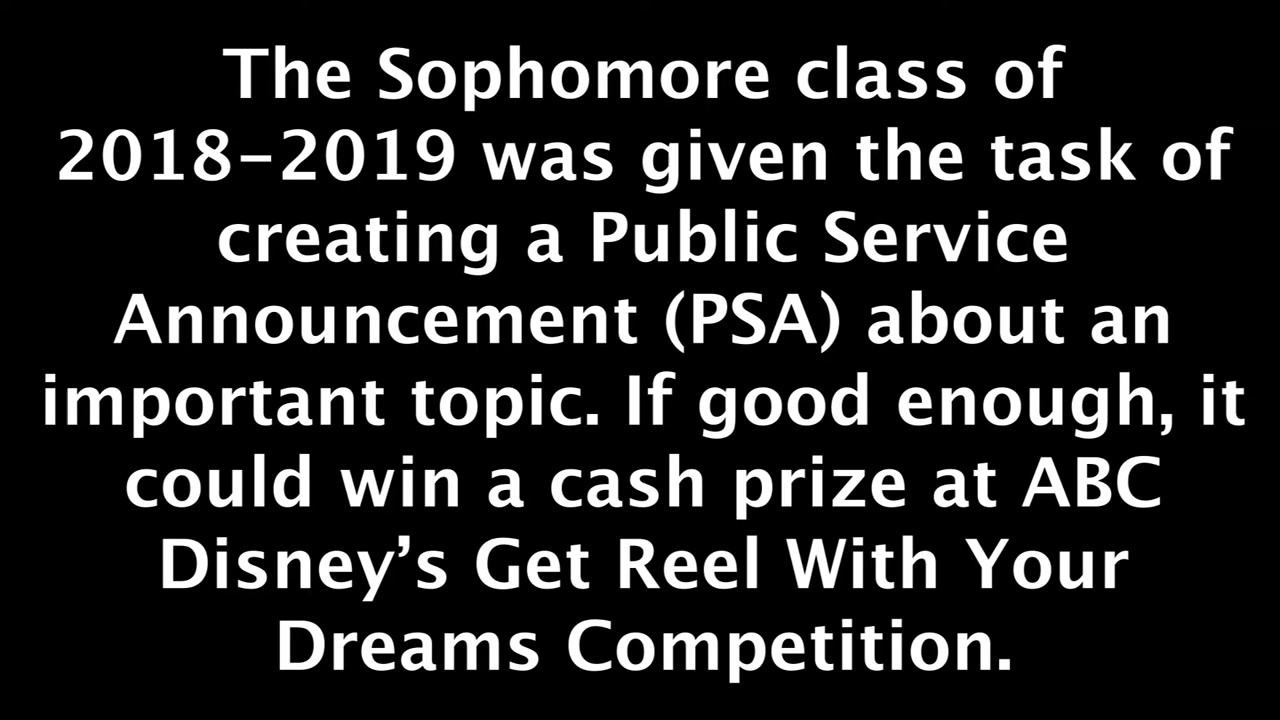 The Sophomore class of
2018-2019 was given the task of
creating a Public Service
Announcement (PSA) about an
important topic. If good enough, it
could win a cash prize at ABC
Disney’s Get Reel With Your
Dreams Competition.